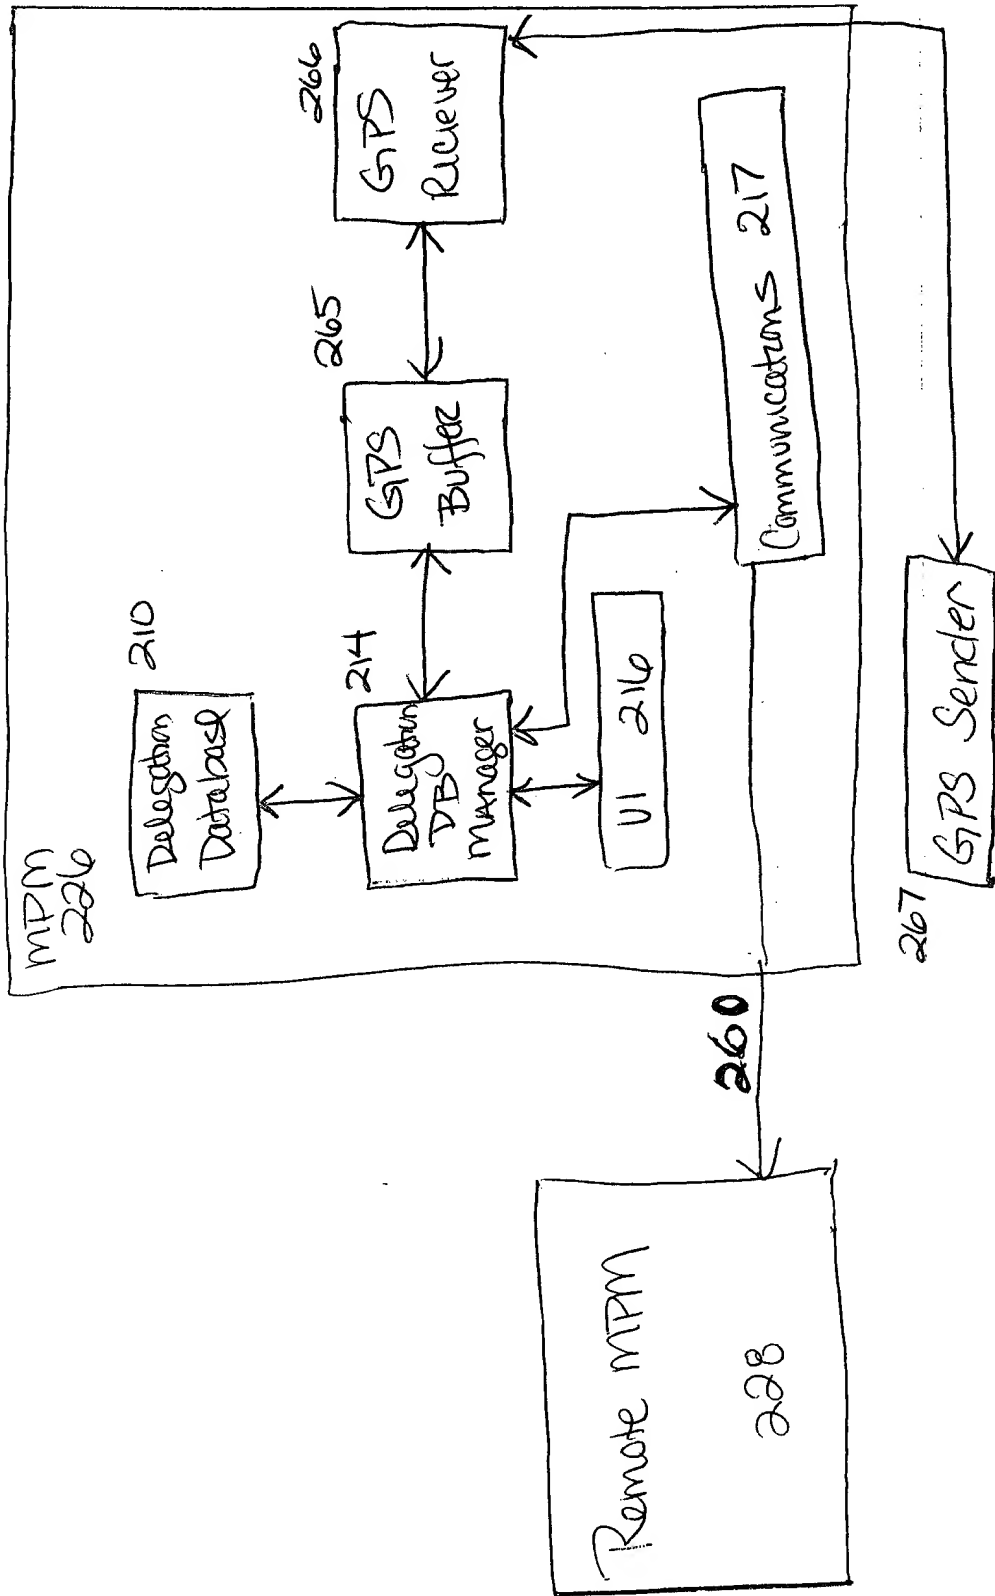 MPM
226
Delegation
Database
210
Delegation
DB
Manager
214
GPS
Buffer
265
GPS
Riciever
266
UI 216
Communications 217
260
Remote MPM
228
267
GPS Sender